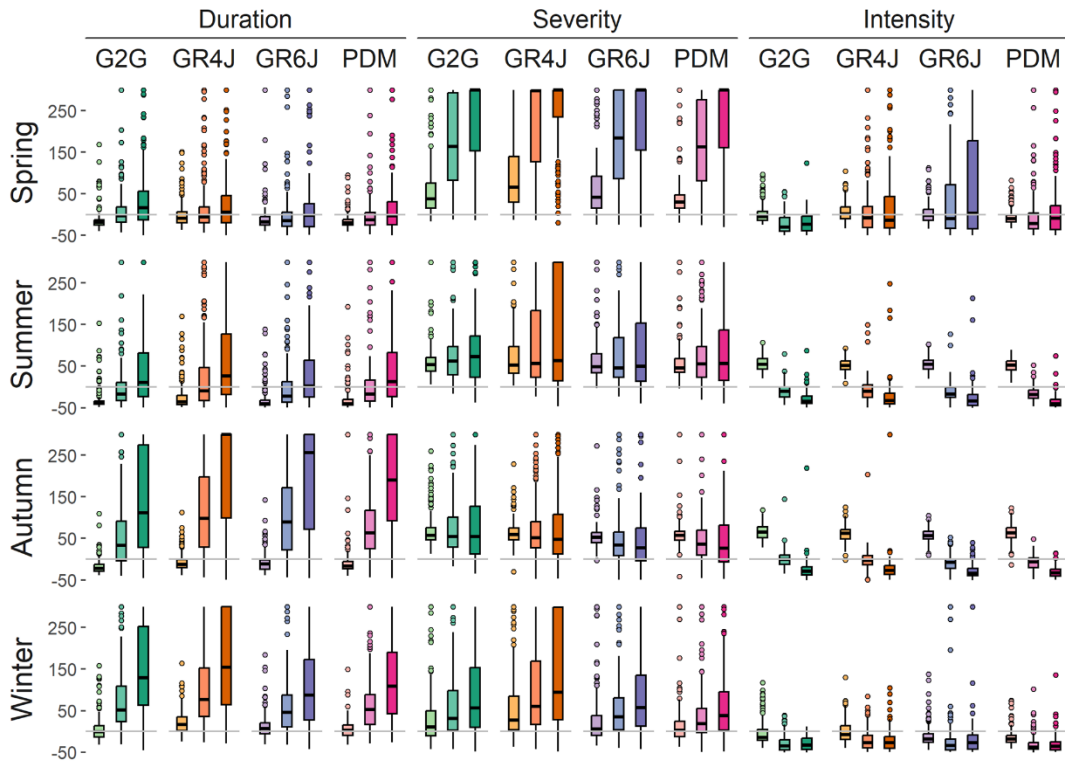 Duration Severity Intensity
G2G GR4J GR6J PDM G2G GR4J GR6J PDM G2G GR4J GR6J PDM
Spring
250
150
50
-50
Summer
250
150
50
-50
Autumn
250
150
50
-50
Winter
250
150
50
-50